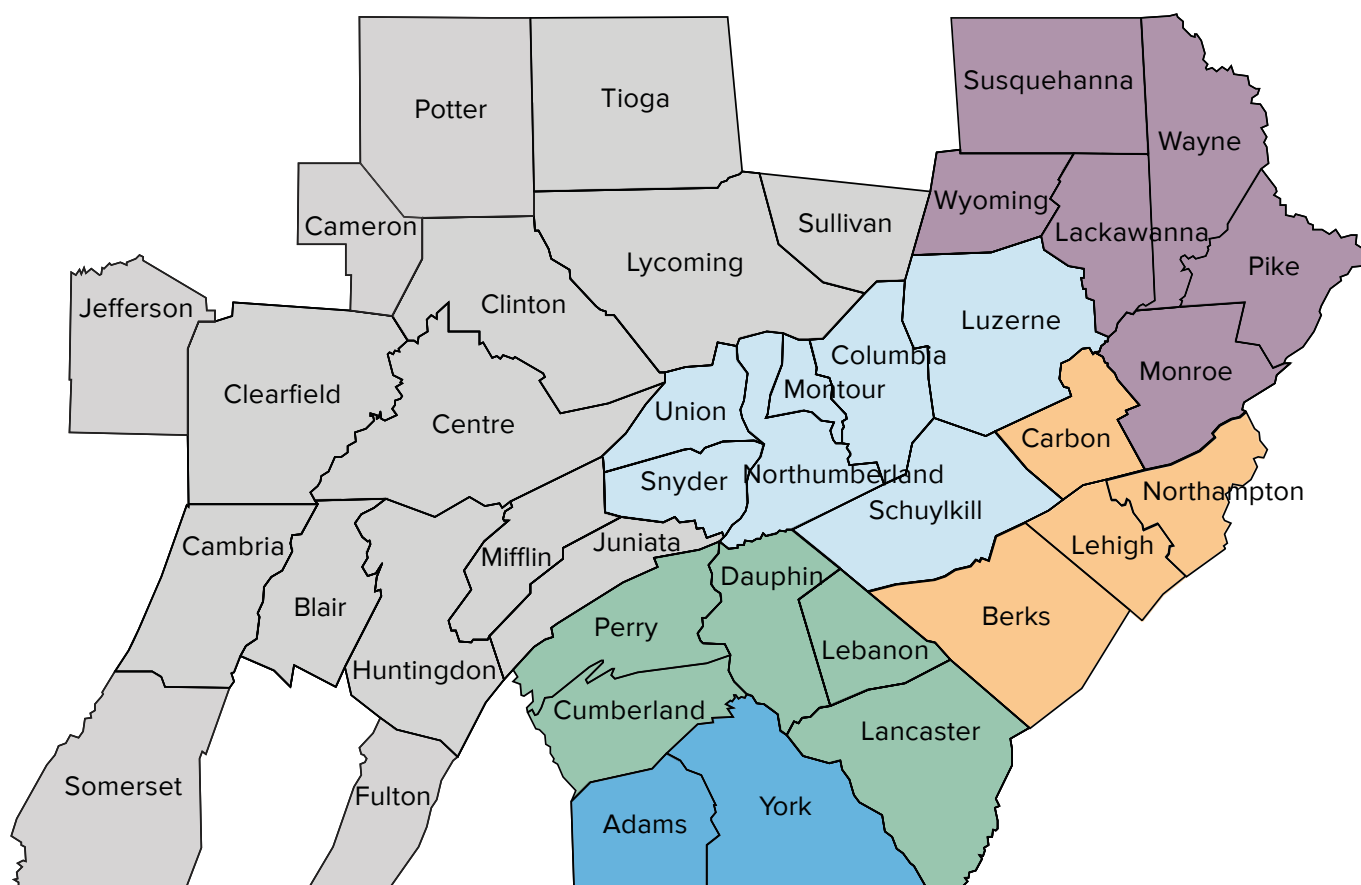 Susquehanna
Tioga
Potter
Wayne
Wyoming
Sullivan
Cameron
Lackawanna
Lycoming
Pike
Clinton
Jefferson
Luzerne
Columbia
Monroe
Montour
Clearfield
Union
Centre
Carbon
Northumberland
Snyder
Northampton
Schuylkill
Juniata
Cambria
Lehigh
Mifflin
Dauphin
Blair
Berks
Perry
Lebanon
Huntingdon
Cumberland
Lancaster
Somerset
Fulton
York
Adams